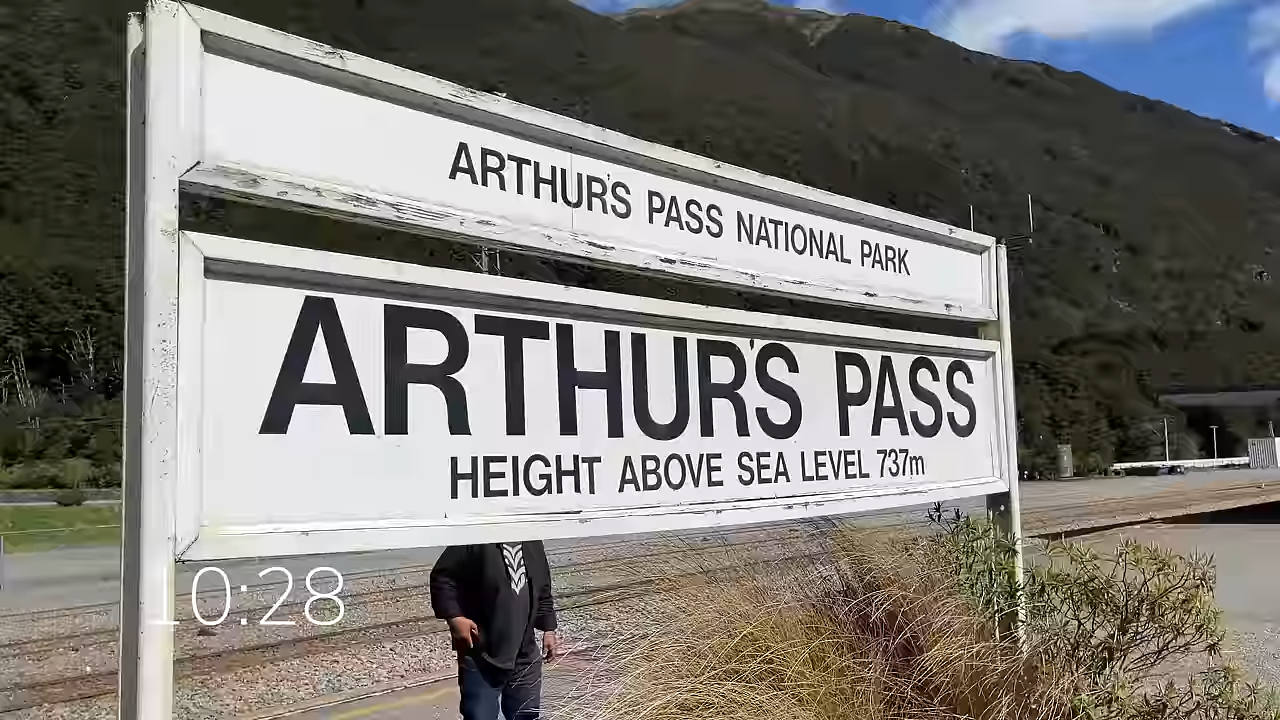 ARTHUR'S PASS NATIONAL PARK
ARTHUR'S PASS
HEIGHT ABOVE SEA LEVEL 737m
10:28